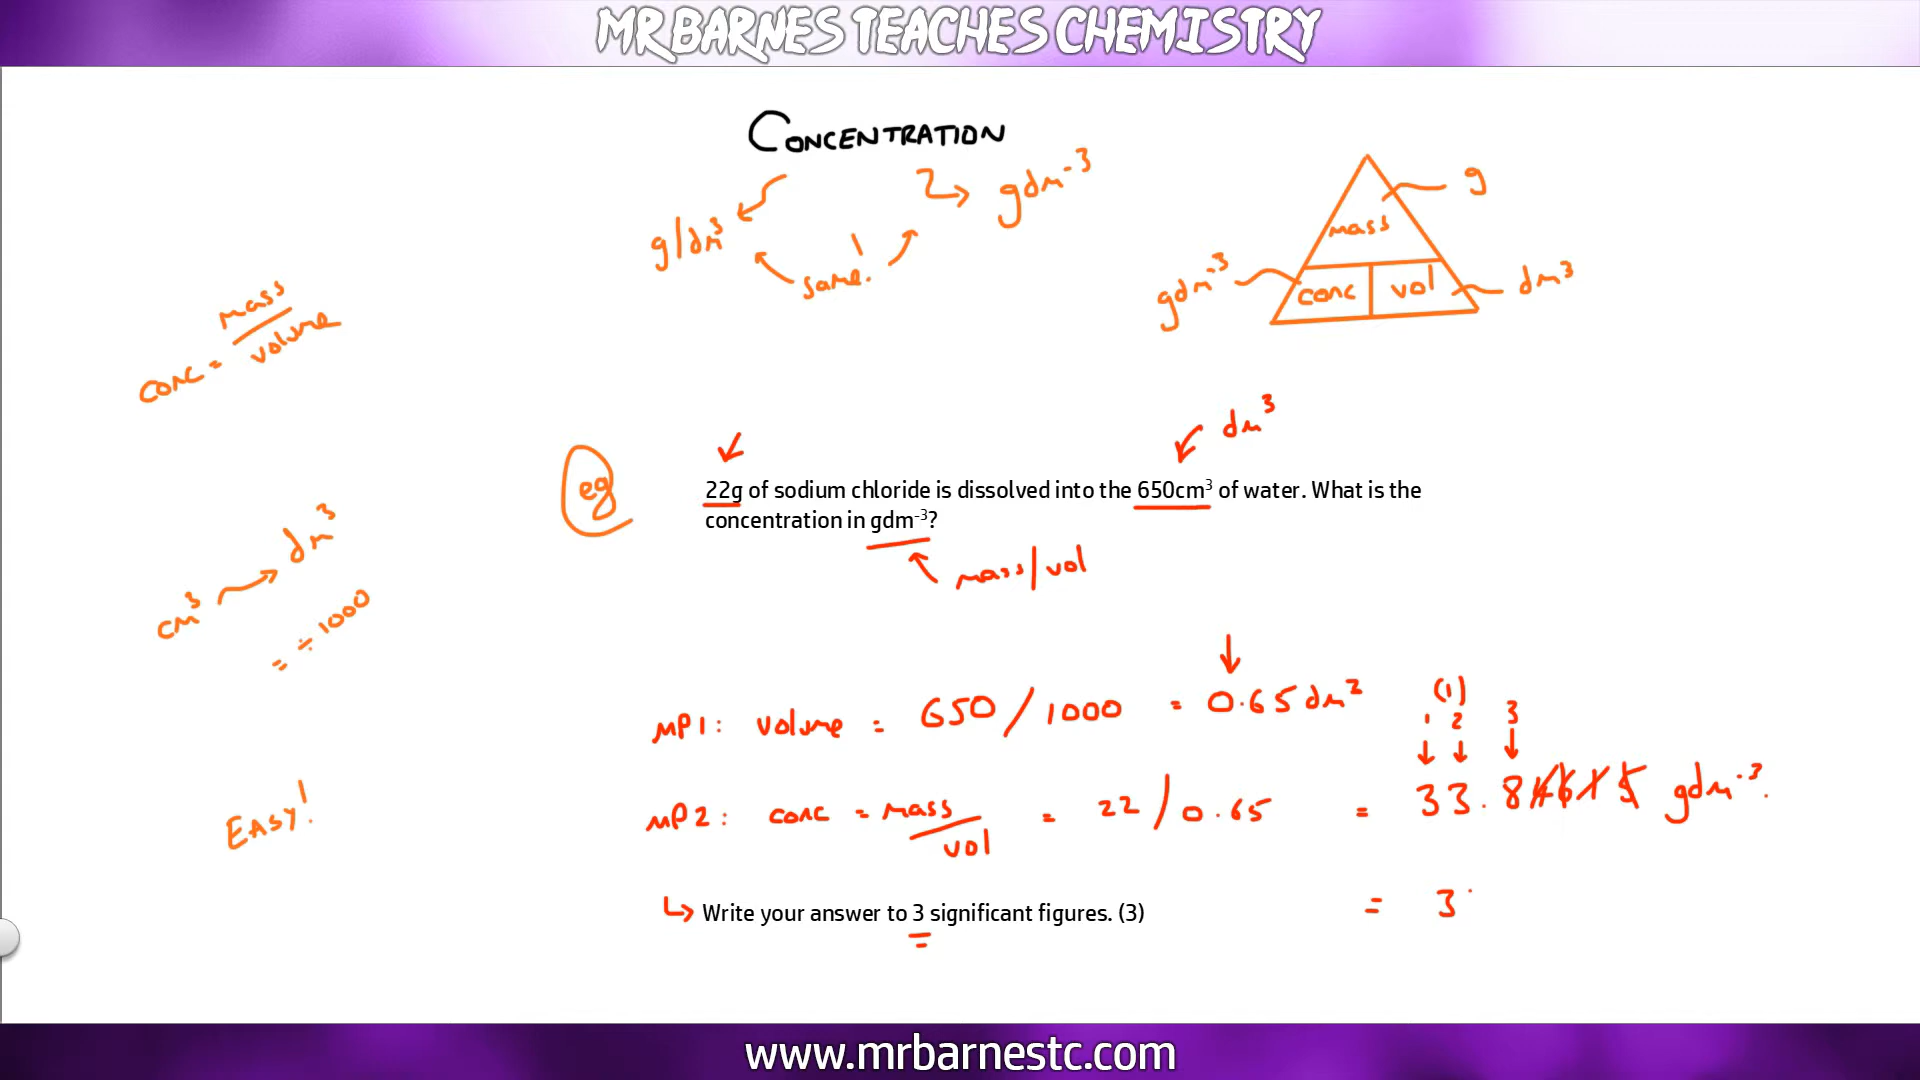 MR BARNES TEACHES CHEMISTRY
CONCENTRATION
g/dm³
same!
gdm⁻³
mass
conc
vol
g
gdm⁻³
dm³
conc = mass/volume
eg
dm³
22g of sodium chloride is dissolved into the 650cm³ of water. What is the
concentration in gdm⁻³?
mass/vol
cm³ → dm³
= ÷1000
MP1: volume = 650/1000 = 0.65dm² (1)
1 2 3
MP2: conc = mass/vol = 22/0.65 = 33.84615 gdm⁻³.
EASY!
Write your answer to 3 significant figures. (3)
= 3
www.mrbarnestc.com